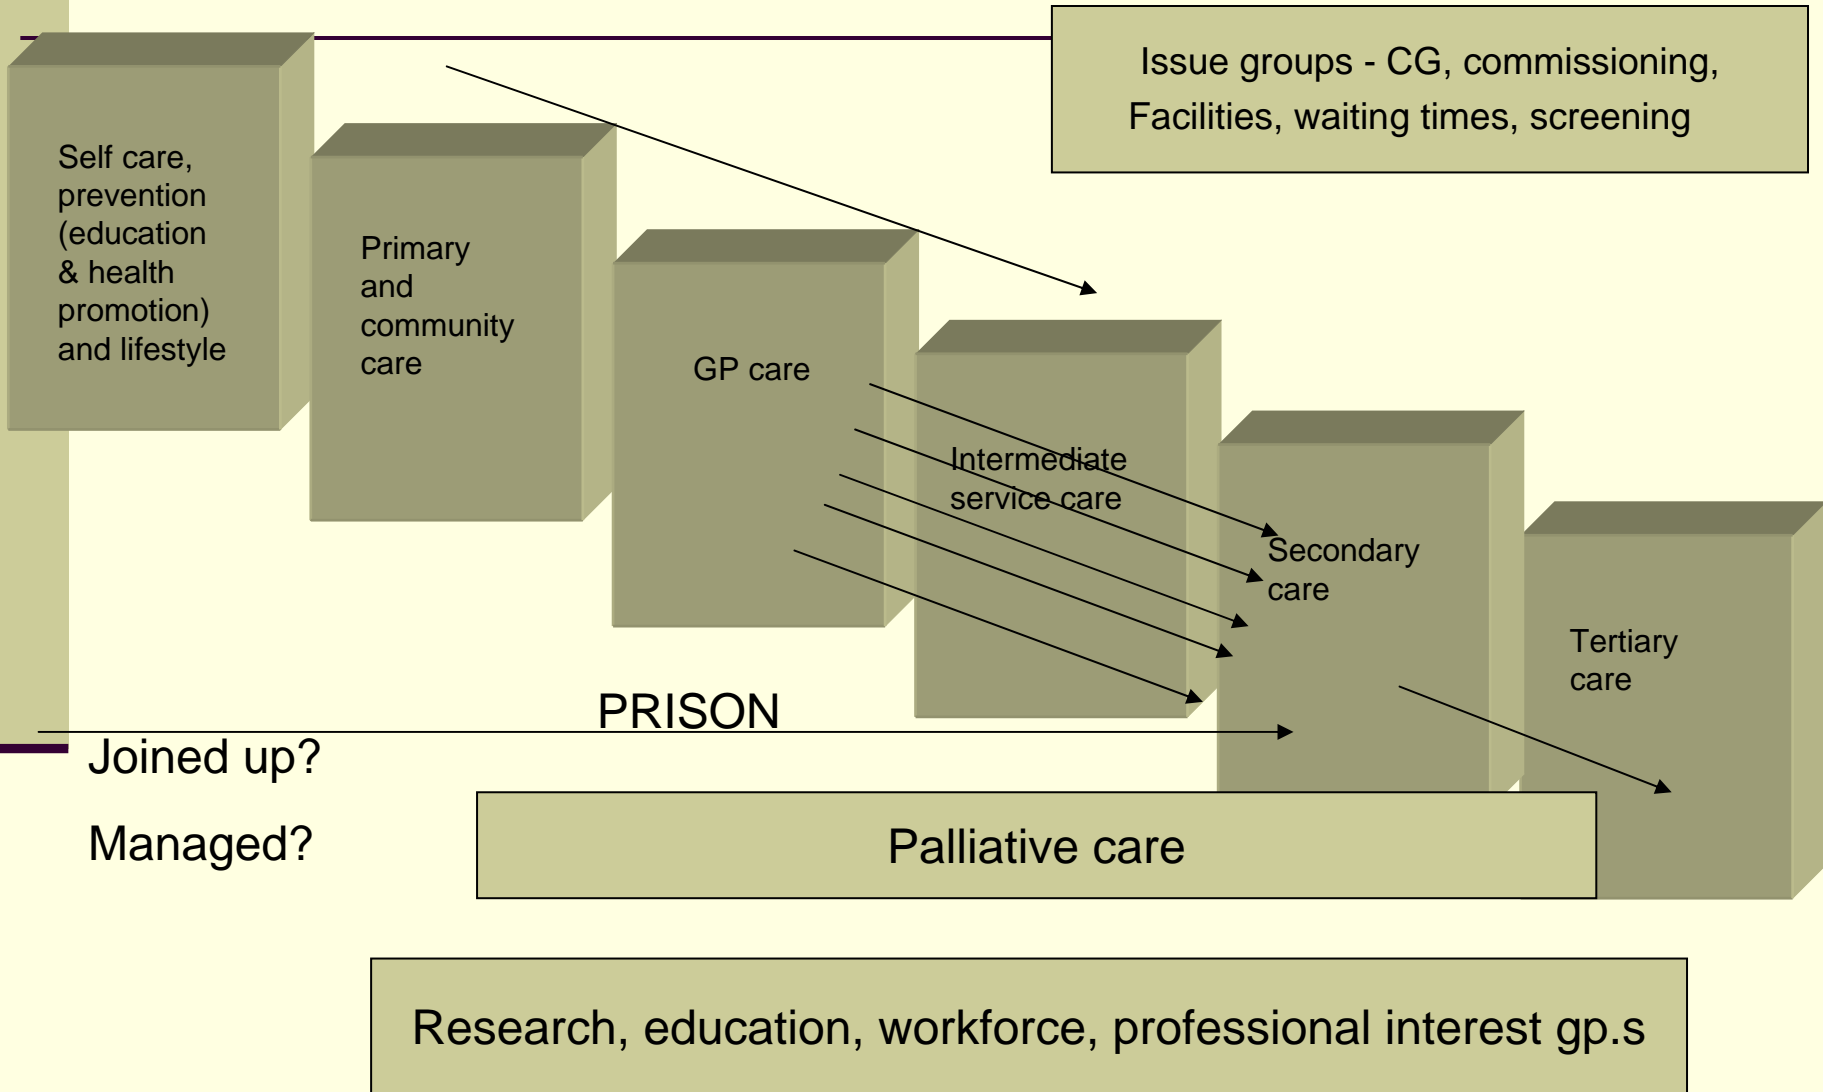 Issue groups - CG, commissioning,
Facilities, waiting times, screening
Self care,
prevention
(education
& health
promotion)
and lifestyle
Primary
and
community
care
GP care
Intermediate
service care
Secondary
care
Tertiary
care
PRISON
Joined up?
Managed?
Palliative care
Research, education, workforce, professional interest gp.s